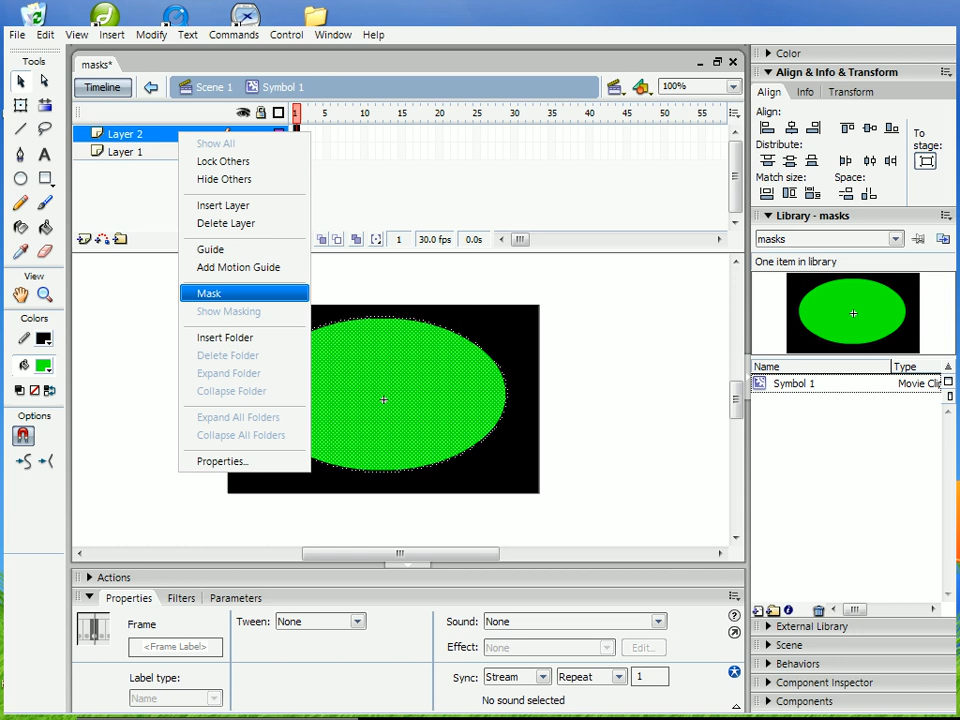 File Edit View Insert Modify Text Commands Control Window Help
Tools
masks*
Timeline
Scene 1 Symbol 1
100%
1 5 10 15 20 25 30 35 40 45 50 55
Layer 2
Layer 1
Show All
Lock Others
Hide Others
Insert Layer
Delete Layer
Guide
Add Motion Guide
Mask
Show Masking
Insert Folder
Delete Folder
Expand Folder
Collapse Folder
Expand All Folders
Collapse All Folders
Properties...
1 30.0 fps 0.0s
View
Colors
Options
Color
Align & Info & Transform
Align Info Transform
Align:
Distribute:
Match size: Space:
To
stage:
Library - masks
masks
One item in library
Name Type
Symbol 1 Movie Cli
External Library
Scene
Behaviors
Component Inspector
Components
Actions
Properties Filters Parameters
Frame
<Frame Label>
Label type:
Name
Tween: None
Sound: None
Effect: None Edit...
Sync: Stream Repeat 1
No sound selected